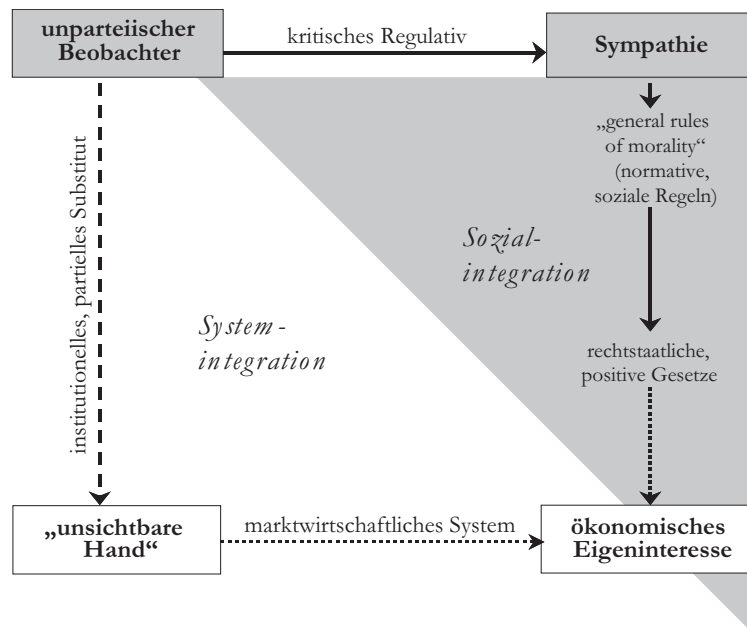 unparteiischer
Beobachter
kritisches Regulativ
Sympathie
„general rules
of morality“
(normative,
soziale Regeln)
institutionelles, partielles Substitut
Sozial-
integration
System-
integration
rechtstaatliche,
positive Gesetze
„unsichtbare
Hand“
marktwirtschaftliches System
ökonomisches
Eigeninteresse